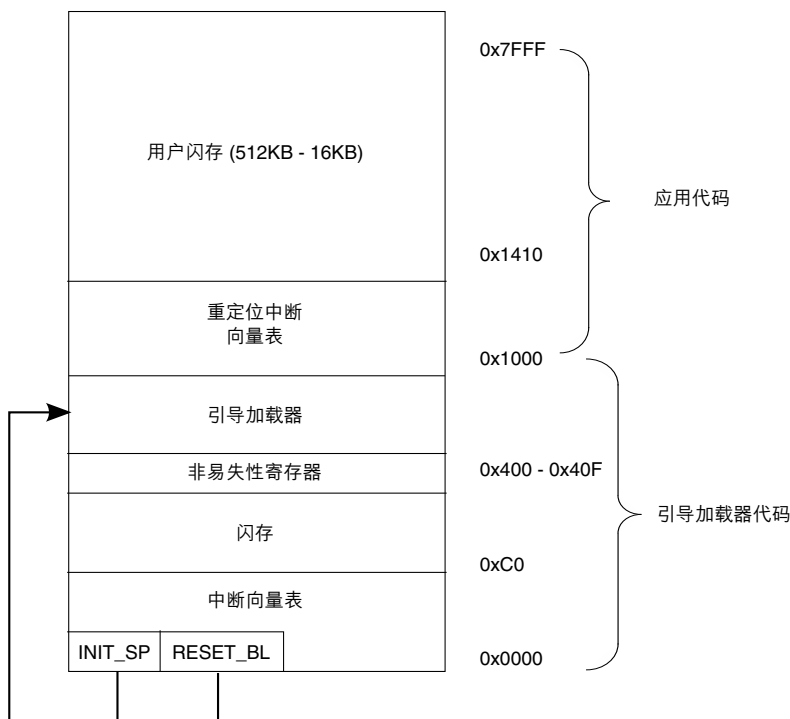 0x7FFF
用户闪存 (512KB - 16KB)
应用代码
0x1410
重定位中断
向量表
0x1000
引导加载器
非易失性寄存器
0x400 - 0x40F
引导加载器代码
闪存
0xC0
中断向量表
INIT_SP
RESET_BL
0x0000